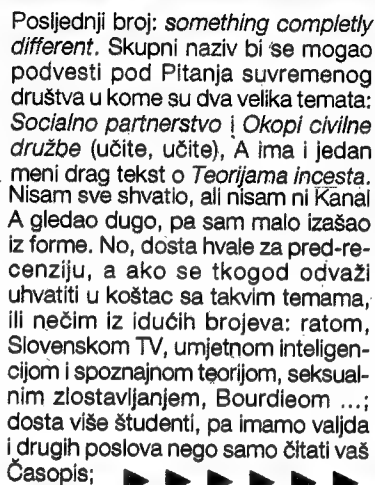 Posljednji broj: something completly
different. Skupni naziv bi se mogao
podvesti pod Pitanja suvremenog
društva u kome su dva velika temata:
Socialno partnerstvo i Okopi civilne
družbe (učite, učite), A ima i jedan
meni drag tekst o Teorijama incesta.
Nisam sve shvatio, ali nisam ni Kanal
A gledao dugo, pa sam malo izašao
iz forme. No, dosta hvale za pred-re-
cenziju, a ako se tkogod odvaži
uhvatiti u koštac sa takvim temama,
ili nečim iz idućih brojeva: ratom,
Slovenskom TV, umjetnom inteligen-
cijom i spoznajnom teorijom, seksual-
nim zlostavljanjem, Bourdieom ...;
dosta više študenti, pa imamo valjda
i drugih poslova nego samo čitati vaš
Časopis;